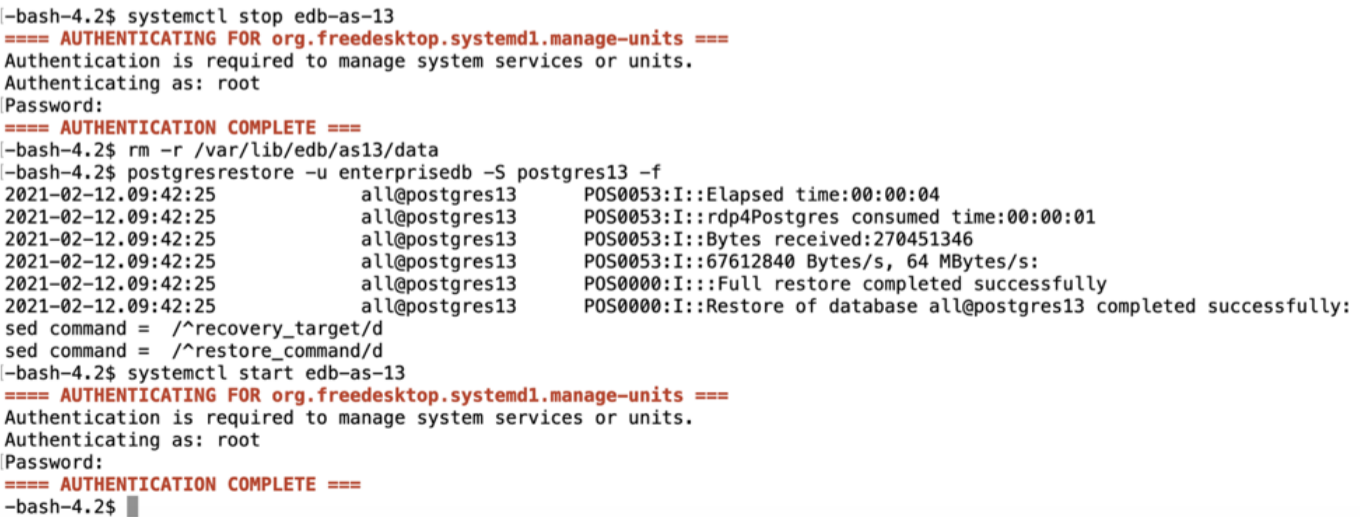 [-bash-4.2$ systemctl stop edb-as-13
==== AUTHENTICATING FOR org.freedesktop.systemd1.manage-units ===
Authentication is required to manage system services or units.
Authenticating as: root
[Password:
==== AUTHENTICATION COMPLETE ===
[-bash-4.2$ rm -r /var/lib/edb/as13/data
[-bash-4.2$ postgresrestore -u enterprisedb -S postgres13 -f
2021-02-12.09:42:25 all@postgres13 POS0053:I::Elapsed time:00:00:04
2021-02-12.09:42:25 all@postgres13 POS0053:I::rdp4Postgres consumed time:00:00:01
2021-02-12.09:42:25 all@postgres13 POS0053:I::Bytes received:270451346
2021-02-12.09:42:25 all@postgres13 POS0053:I::67612840 Bytes/s, 64 MBytes/s:
2021-02-12.09:42:25 all@postgres13 POS0000:I:::Full restore completed successfully
2021-02-12.09:42:25 all@postgres13 POS0000:I::Restore of database all@postgres13 completed successfully:
sed command =  /^recovery_target/d
sed command =  /^restore_command/d
[-bash-4.2$ systemctl start edb-as-13
==== AUTHENTICATING FOR org.freedesktop.systemd1.manage-units ===
Authentication is required to manage system services or units.
Authenticating as: root
[Password:
==== AUTHENTICATION COMPLETE ===
-bash-4.2$